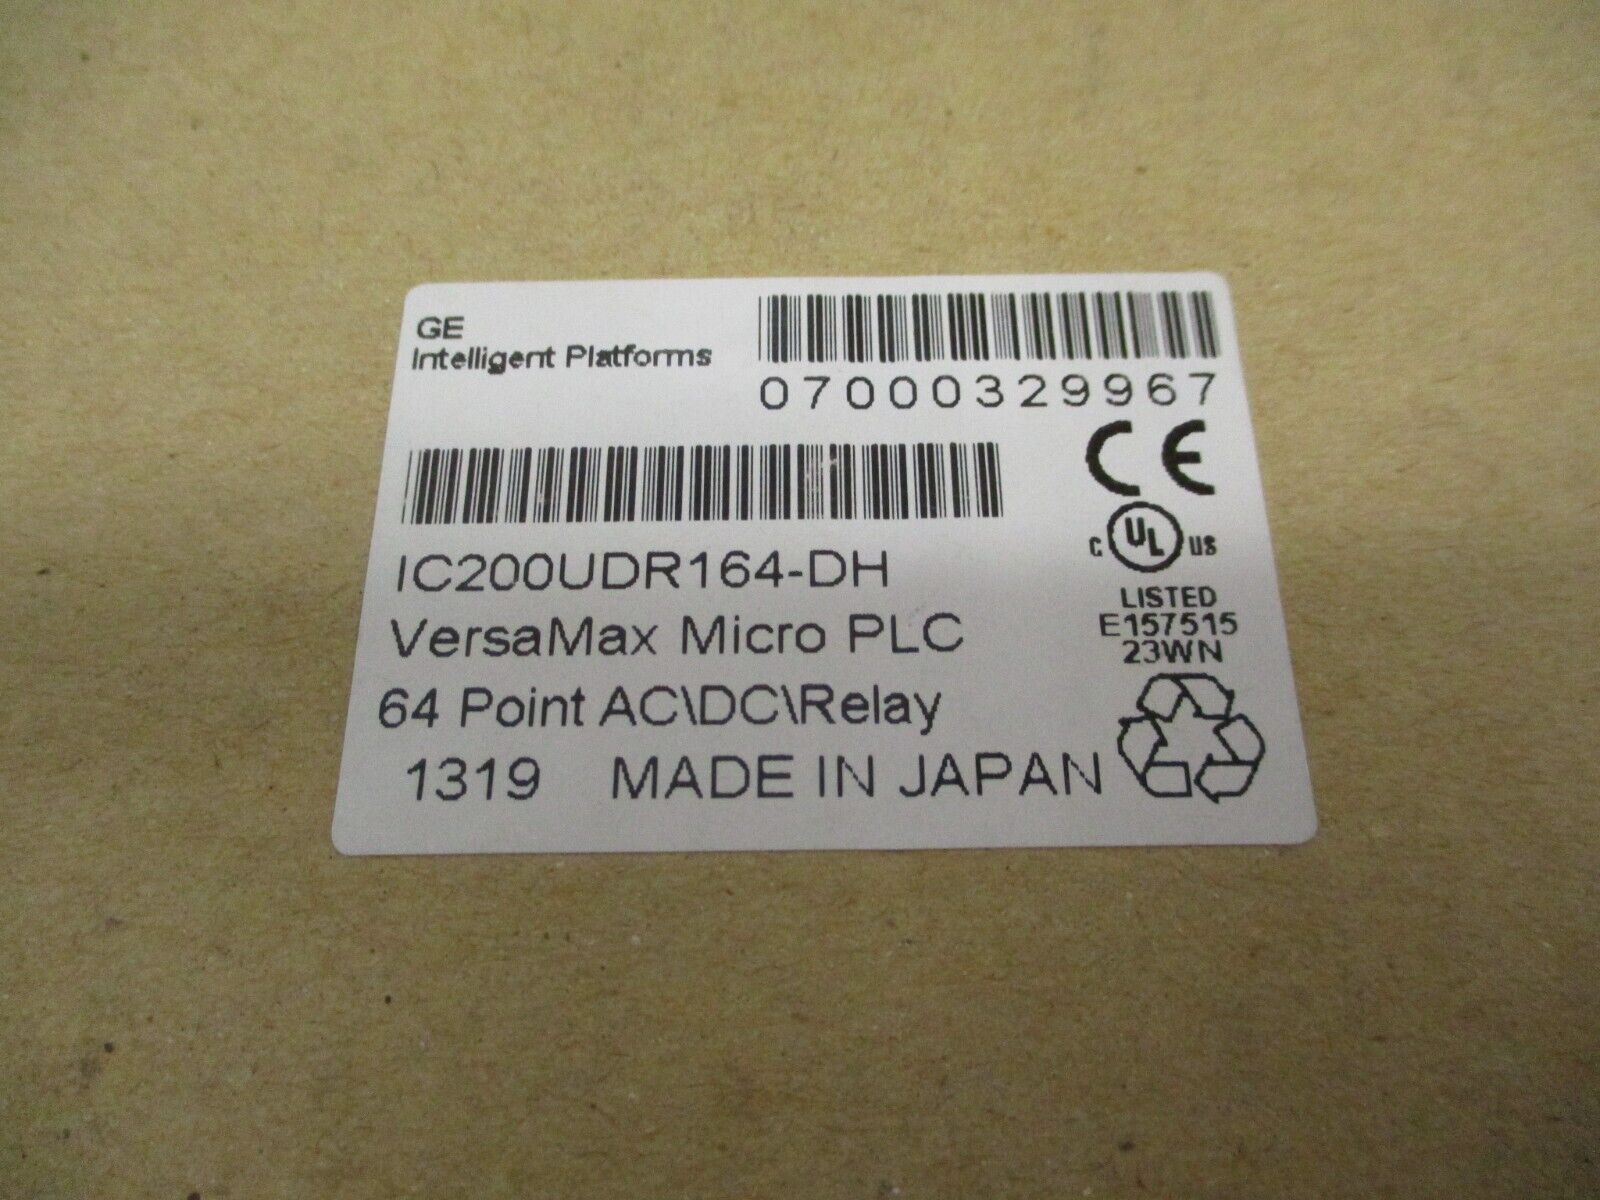 GE
Intelligent Platforms
07000329967
CE
C UL US
LISTED
E157515
23WN
IC200UDR164-DH
VersaMax Micro PLC
64 Point AC\DC\Relay
1319 MADE IN JAPAN